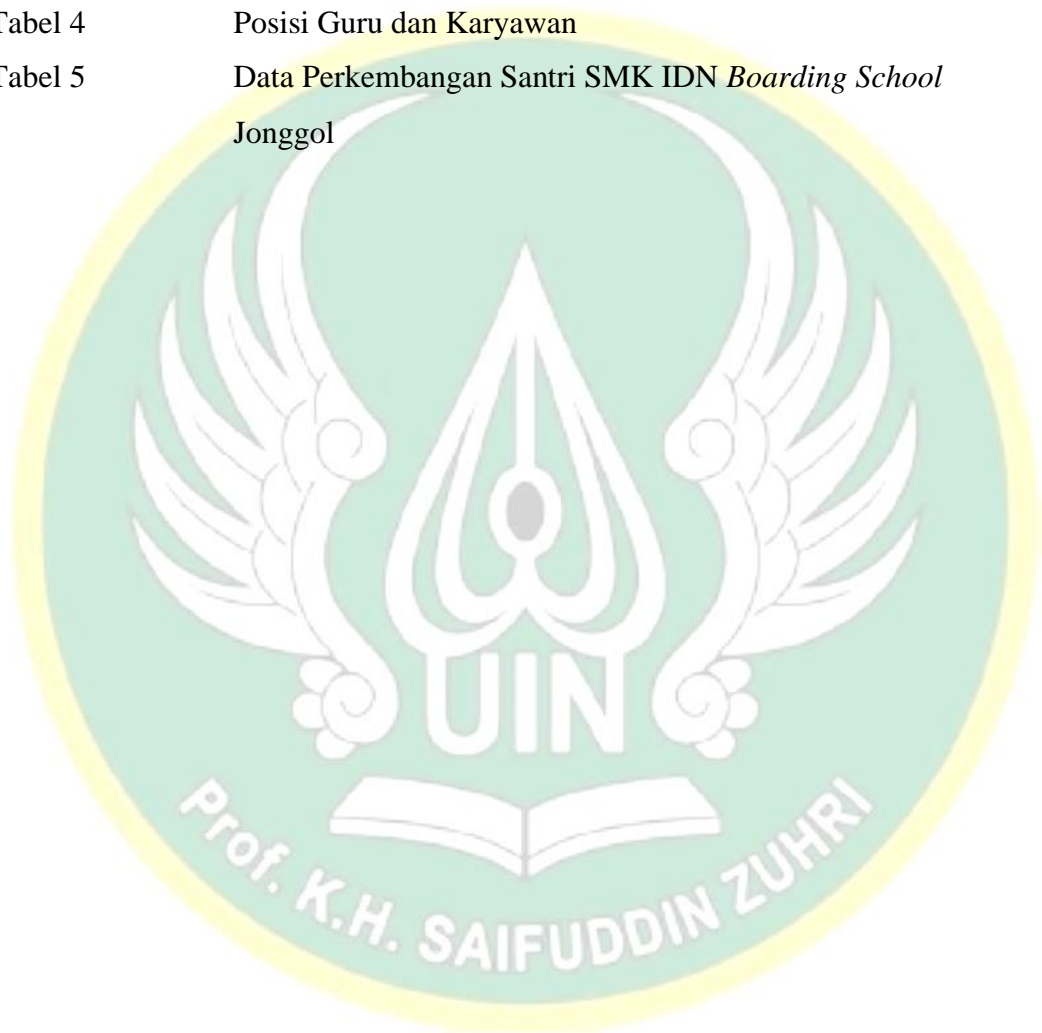 Tabel 4 Posisi Guru dan Karyawan
Tabel 5 Data Perkembangan Santri SMK IDN Boarding School
Jonggol
UIN
Prof. K.H. SAIFUDDIN ZUHRI